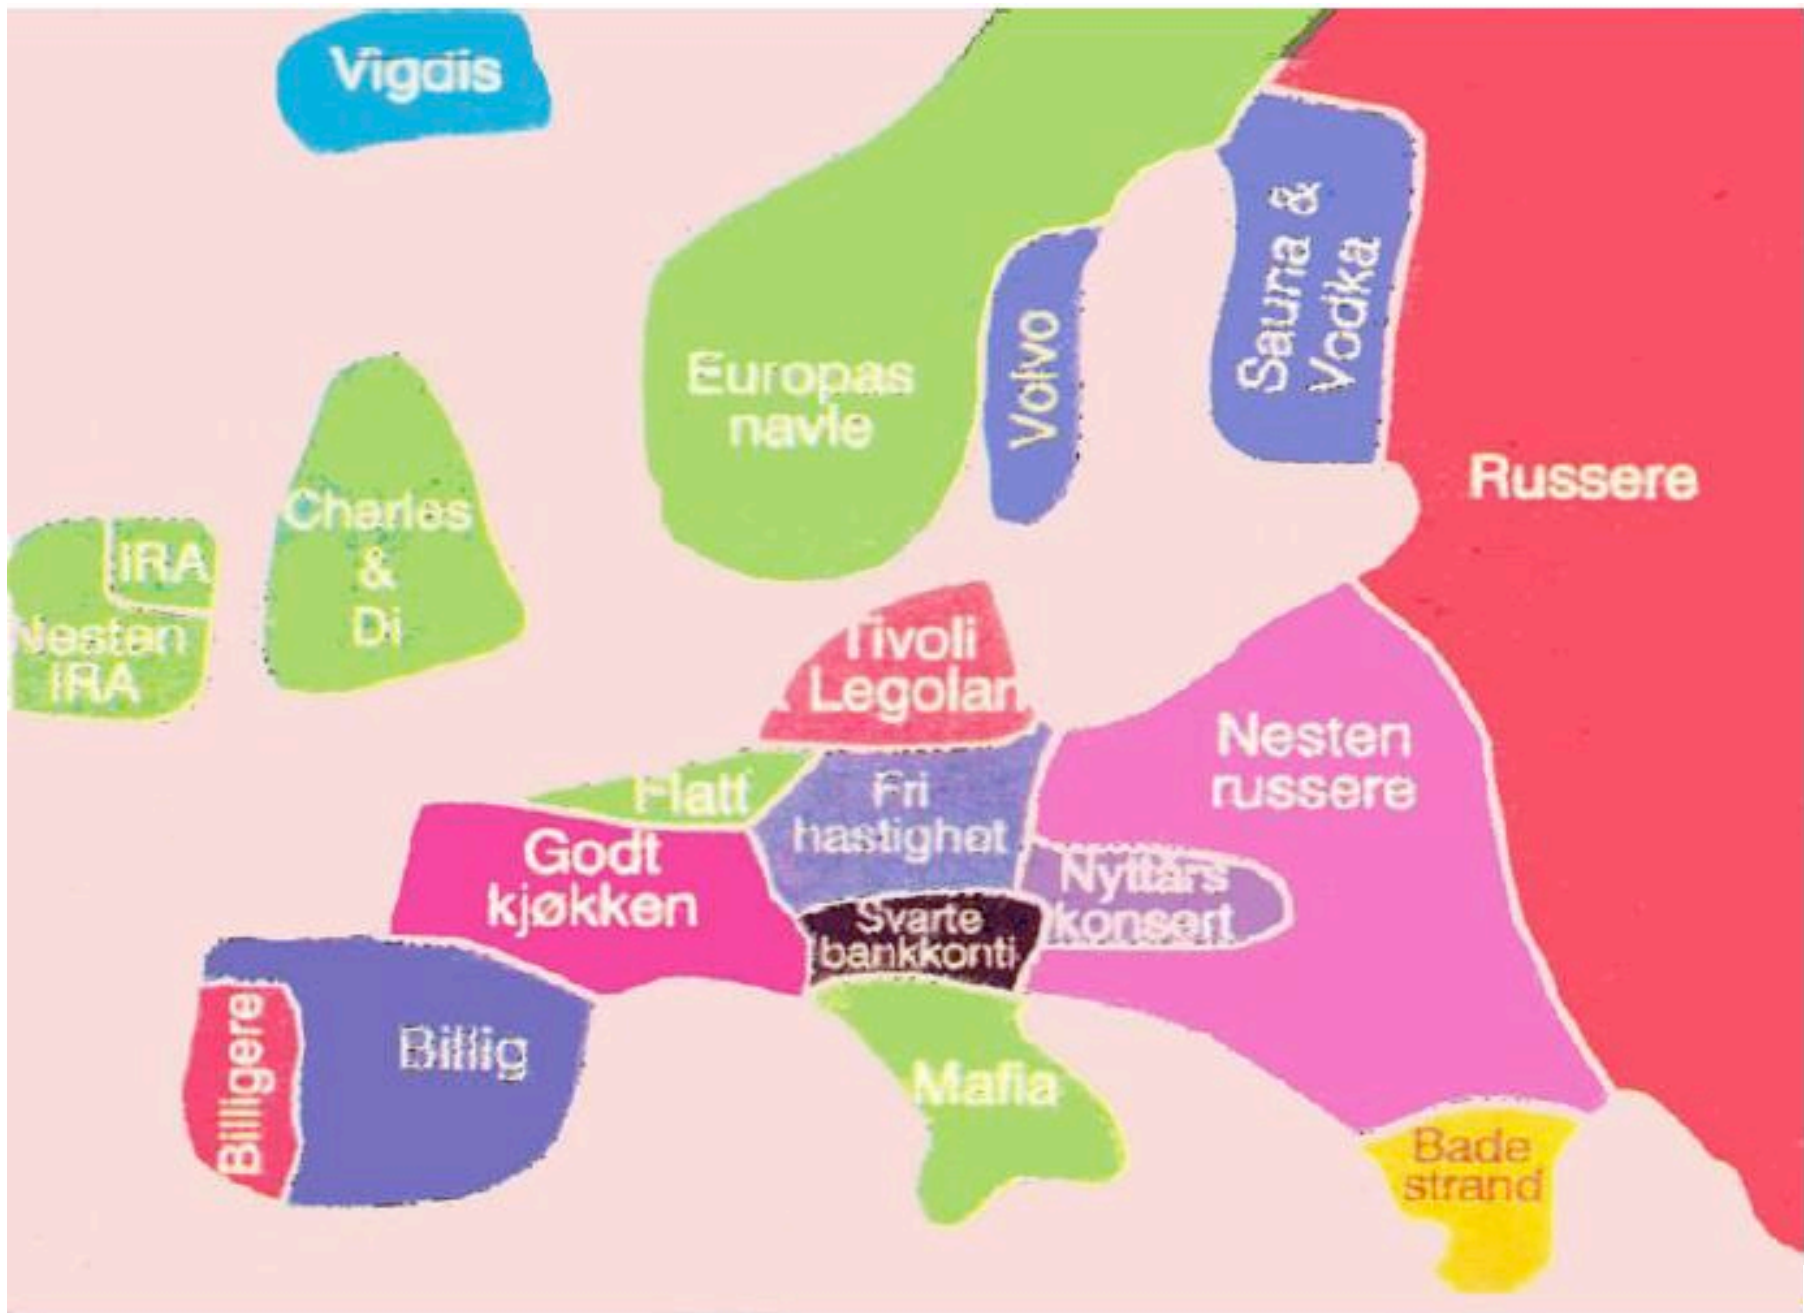 Vigdis
Sauna &
Vodka
Europas
navle
Volvo
Russere
Charles
&
Di
IRA
Nesten
IRA
Tivoli
Legolan
Nesten
russere
Flatt
Fri
hastighet
Godt
kjøkken
Nyttårs
konsert
Svarte
bankkonti
Billigere
Billig
Mafia
Bade
strand